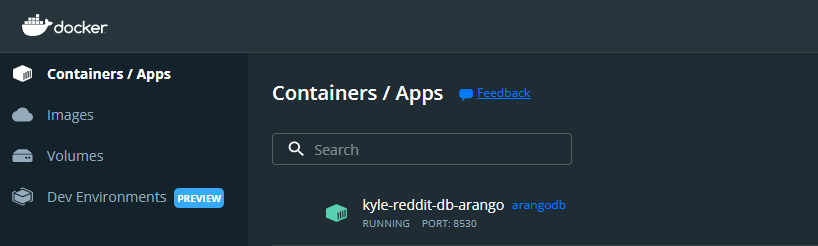 docker
Containers / Apps
Images
Volumes
Dev Environments PREVIEW
Containers / Apps Feedback
Search
kyle-reddit-db-arango arangodb
RUNNING PORT: 8530